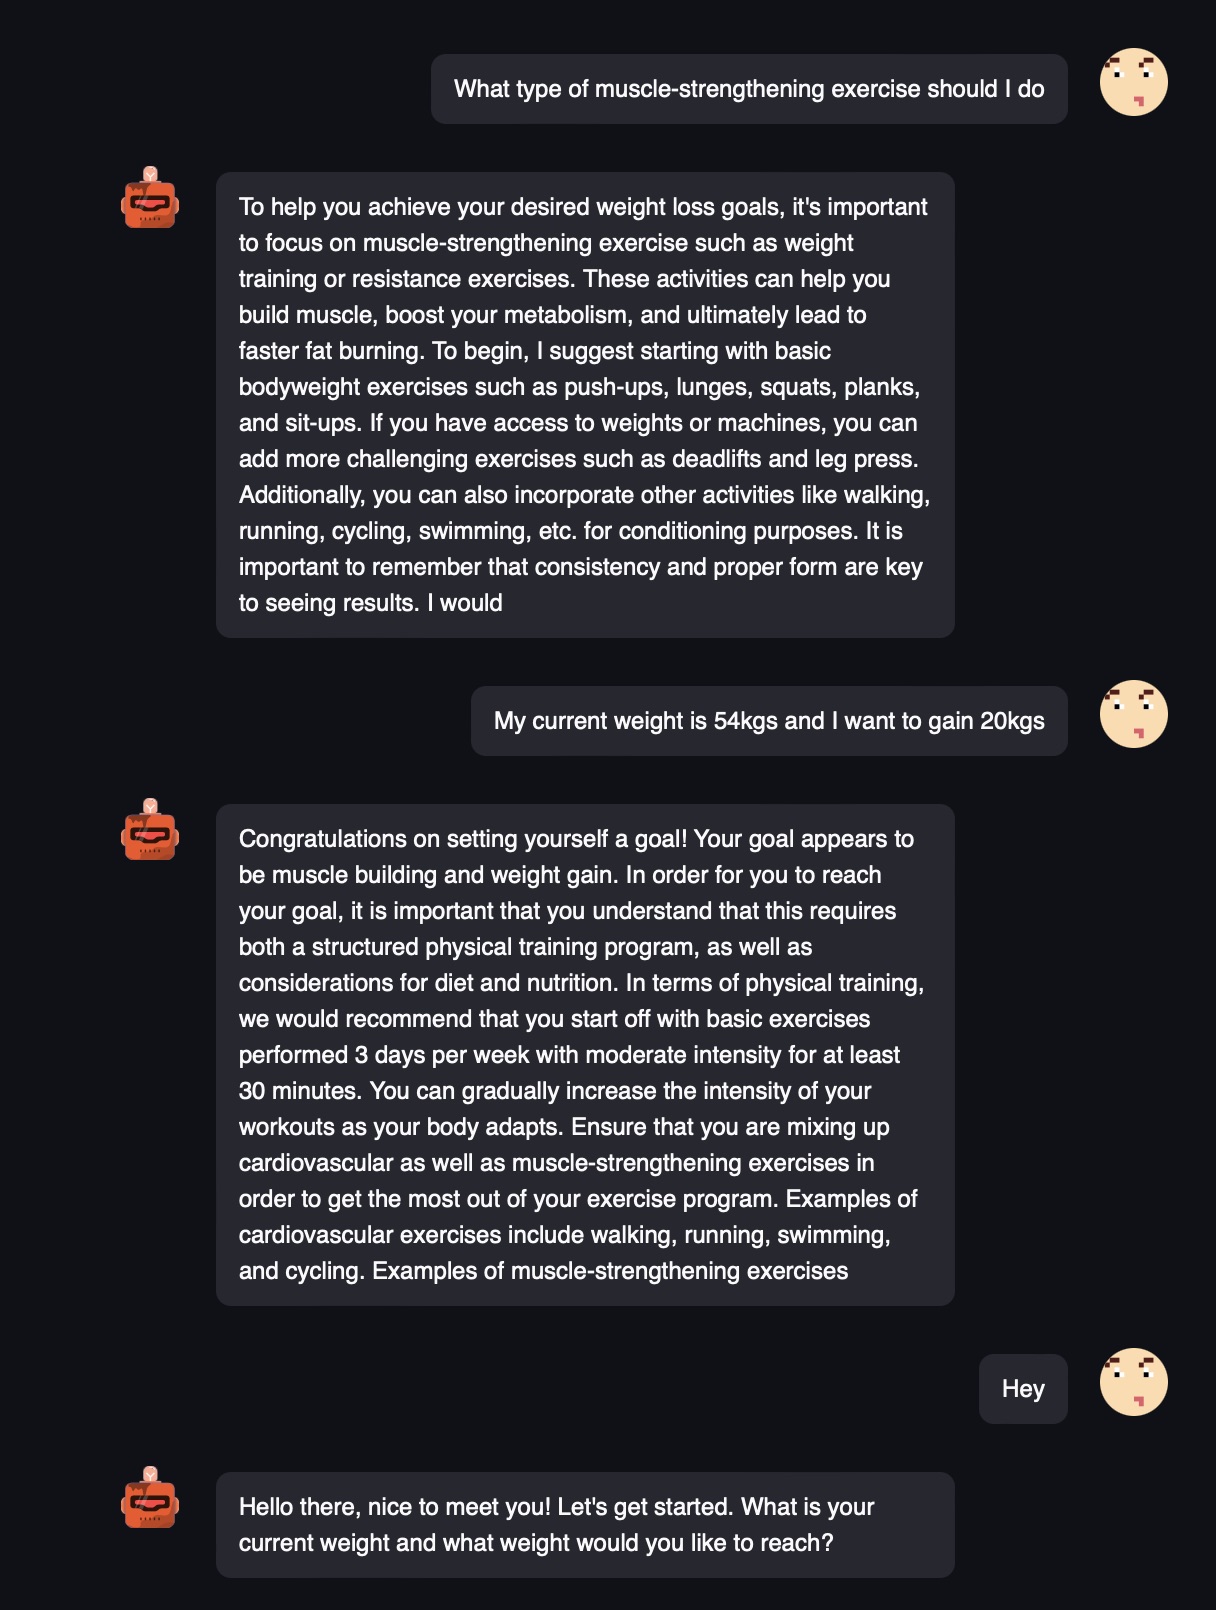 What type of muscle-strengthening exercise should I do
To help you achieve your desired weight loss goals, it's important
to focus on muscle-strengthening exercise such as weight
training or resistance exercises. These activities can help you
build muscle, boost your metabolism, and ultimately lead to
faster fat burning. To begin, I suggest starting with basic
bodyweight exercises such as push-ups, lunges, squats, planks,
and sit-ups. If you have access to weights or machines, you can
add more challenging exercises such as deadlifts and leg press.
Additionally, you can also incorporate other activities like walking,
running, cycling, swimming, etc. for conditioning purposes. It is
important to remember that consistency and proper form are key
to seeing results. I would
My current weight is 54kgs and I want to gain 20kgs
Congratulations on setting yourself a goal! Your goal appears to
be muscle building and weight gain. In order for you to reach
your goal, it is important that you understand that this requires
both a structured physical training program, as well as
considerations for diet and nutrition. In terms of physical training,
we would recommend that you start off with basic exercises
performed 3 days per week with moderate intensity for at least
30 minutes. You can gradually increase the intensity of your
workouts as your body adapts. Ensure that you are mixing up
cardiovascular as well as muscle-strengthening exercises in
order to get the most out of your exercise program. Examples of
cardiovascular exercises include walking, running, swimming,
and cycling. Examples of muscle-strengthening exercises
Hey
Hello there, nice to meet you! Let's get started. What is your
current weight and what weight would you like to reach?